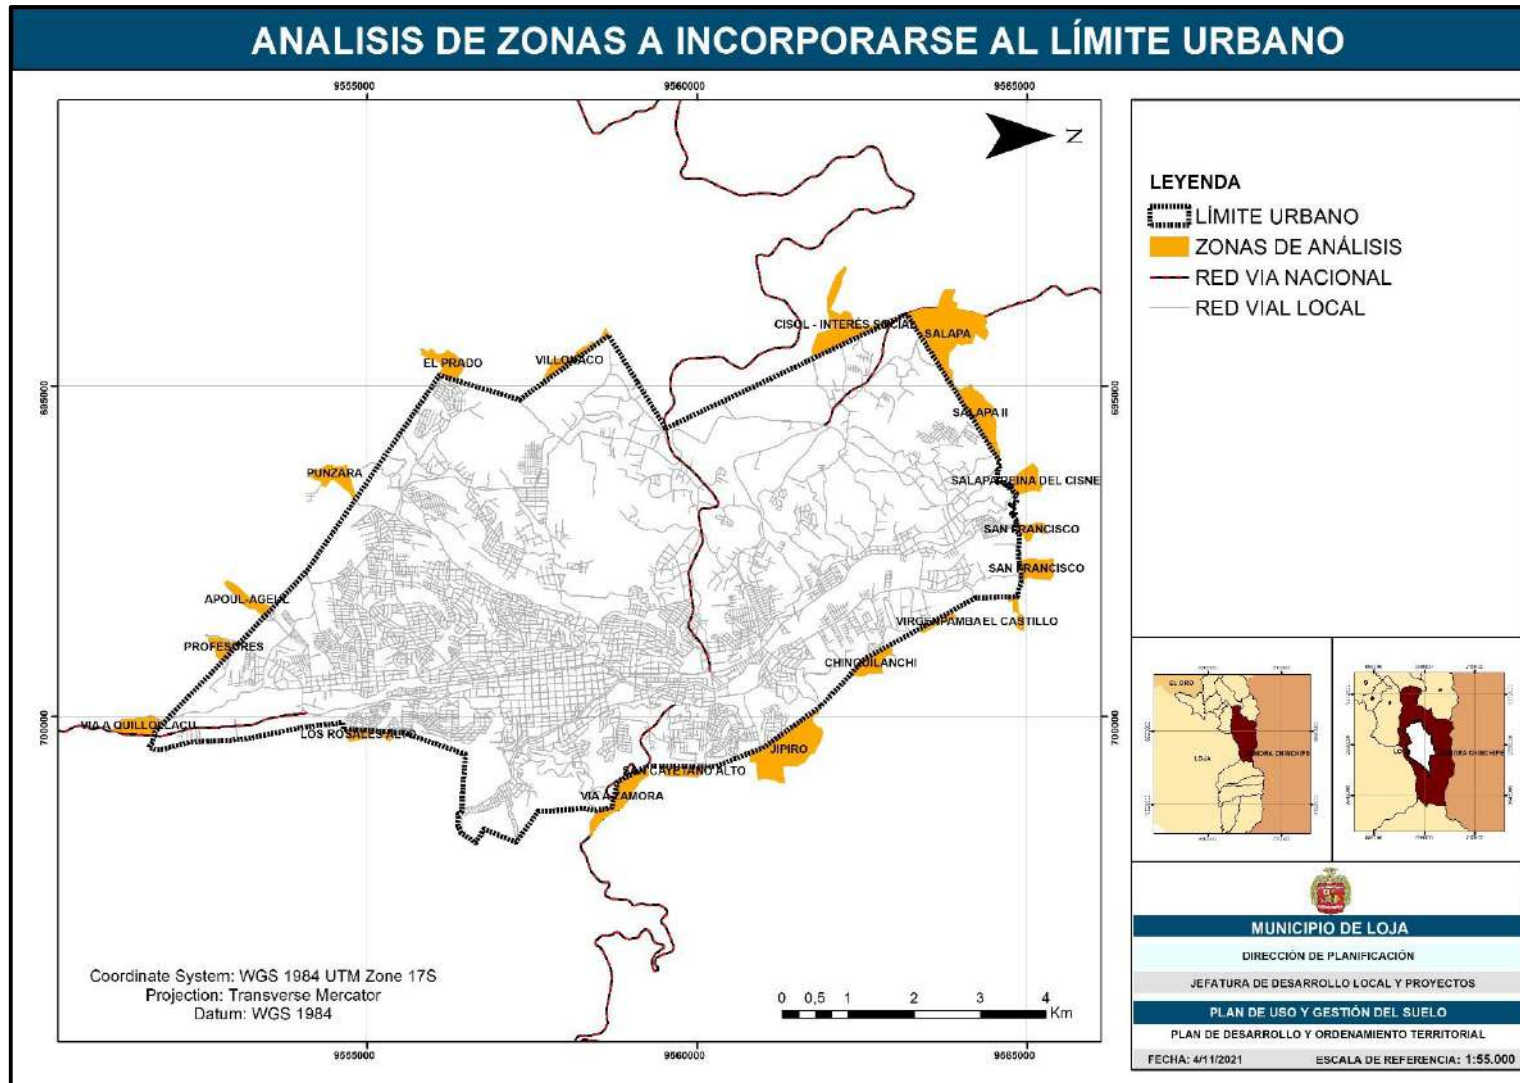 ANALISIS DE ZONAS A INCORPORARSE AL LÍMITE URBANO
9555000
9560000
9565000
N
CISOL - INTERÉS SOCIAL
SALAPA
EL PRADO
VILLONACO
695000
695000
SALAPA II
PUNZARA
SALAPA REINA DEL CISNE
SAN FRANCISCO
SAN FRANCISCO
PROFESORES
VIRGENPAMBA EL CASTILLO
CHINGUILANCHI
VIA A
LOS ROSALES ALTO
700000
700000
JIPIRO
SAN CAYETANO ALTO
VIA A ZAMORA
Coordinate System: WGS 1984 UTM Zone 17S
Projection: Transverse Mercator
Datum: WGS 1984
0 0,5 1 2 3 4
Km
9555000
9560000
9565000
LEYENDA
LÍMITE URBANO
ZONAS DE ANÁLISIS
RED VIA NACIONAL
RED VIAL LOCAL
EL ORO
LOJA
MUNICIPIO DE LOJA
DIRECCIÓN DE PLANIFICACIÓN
JEFATURA DE DESARROLLO LOCAL Y PROYECTOS
PLAN DE USO Y GESTIÓN DEL SUELO
PLAN DE DESARROLLO Y ORDENAMIENTO TERRITORIAL
FECHA: 4/11/2021 ESCALA DE REFERENCIA: 1:55.000